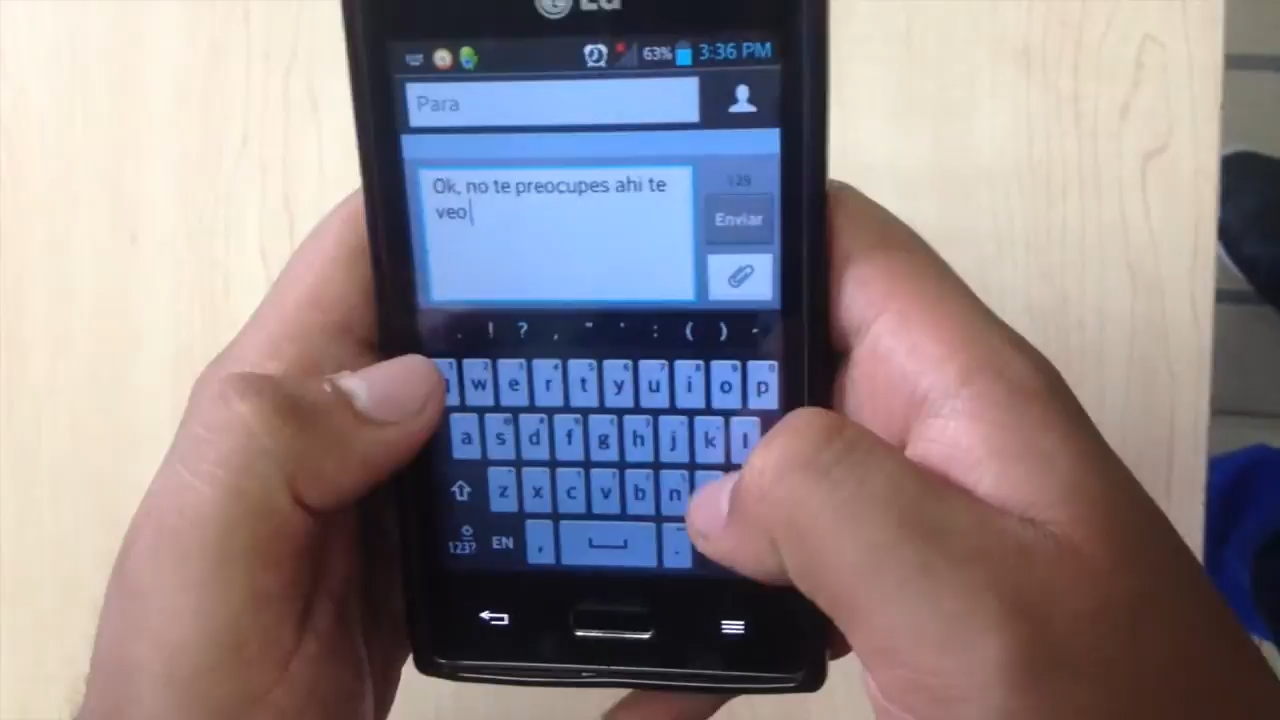 LG
63% 3:36 PM
Para
129
Ok, no te preocupes ahi te
veo
Enviar
. ! ? , " ' : ( ) -
q w e r t y u i o p
a s d f g h j k l
z x c v b n
123? EN , .